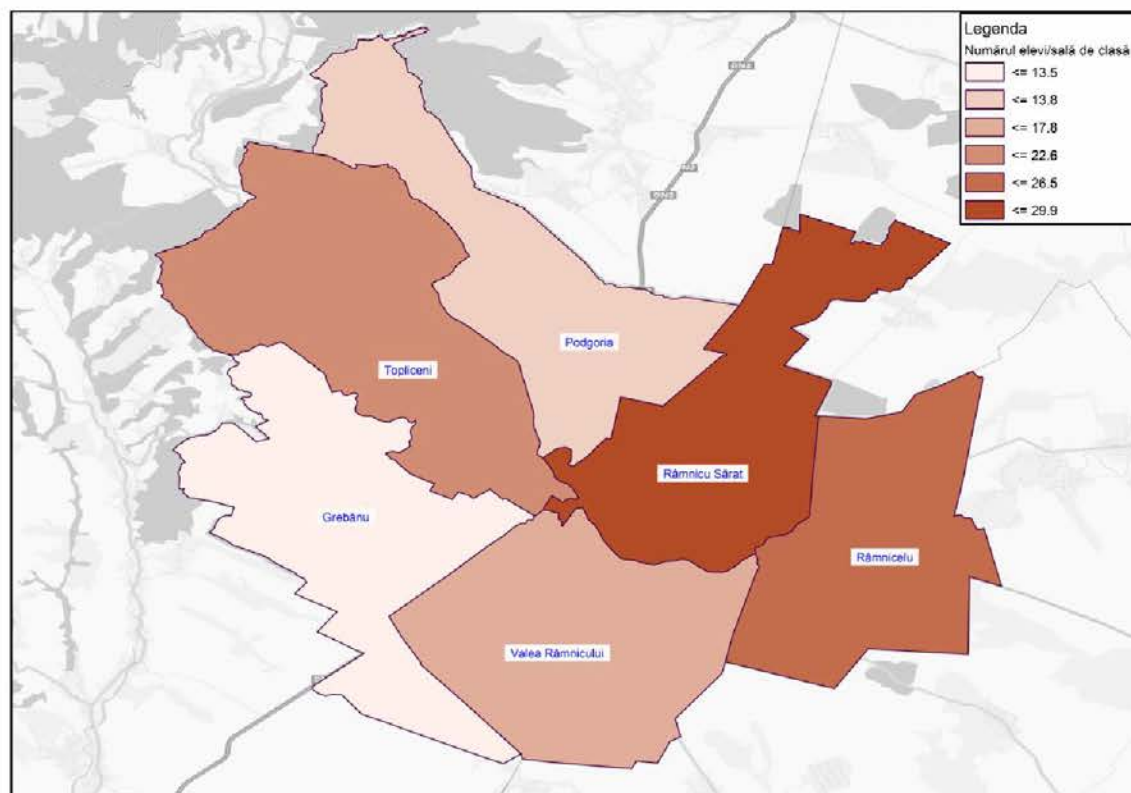 Legenda
Numărul elevi/sală de clasă
<= 13.5
<= 13.8
<= 17.8
<= 22.6
<= 26.5
<= 29.9
Podgoria
Topliceni
Râmnicu Sărat
Grebănu
Râmnicelu
Valea Râmnicului